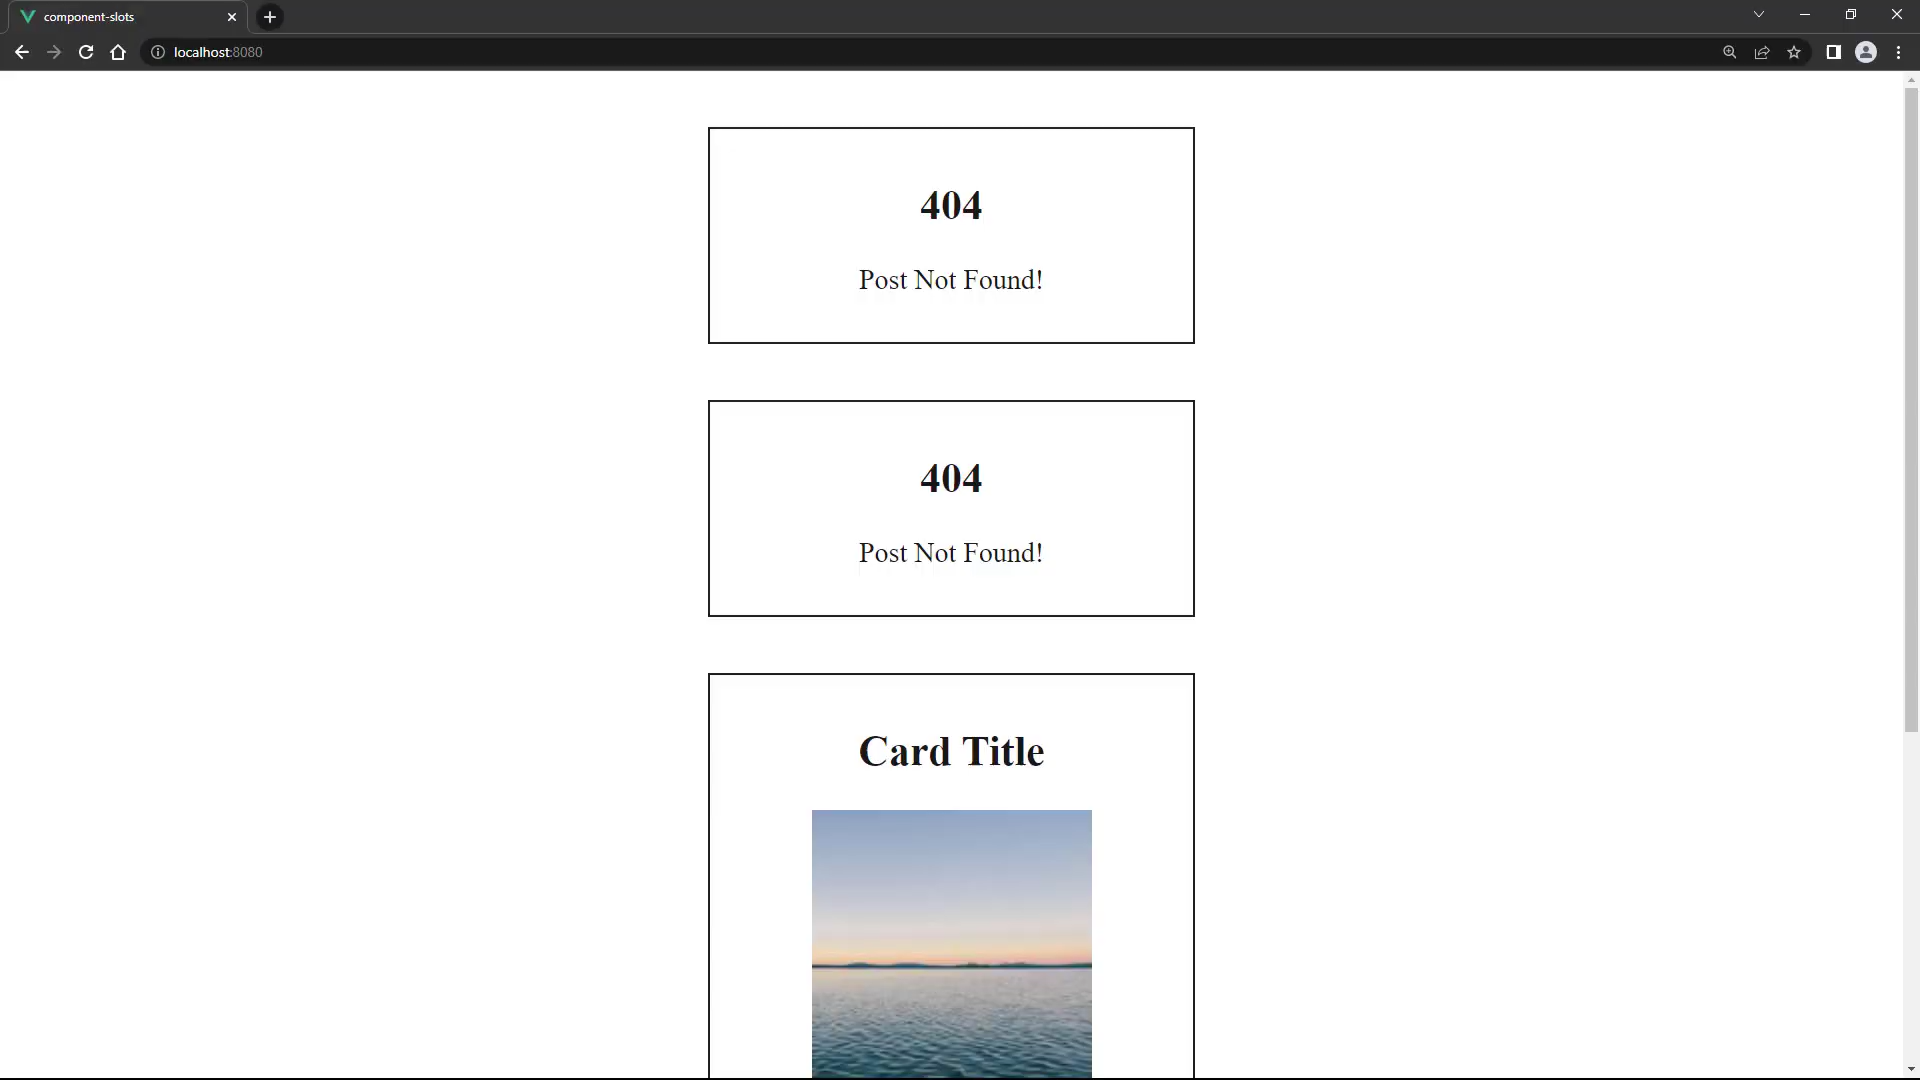 component-slots
localhost:8080
404
Post Not Found!
404
Post Not Found!
Card Title